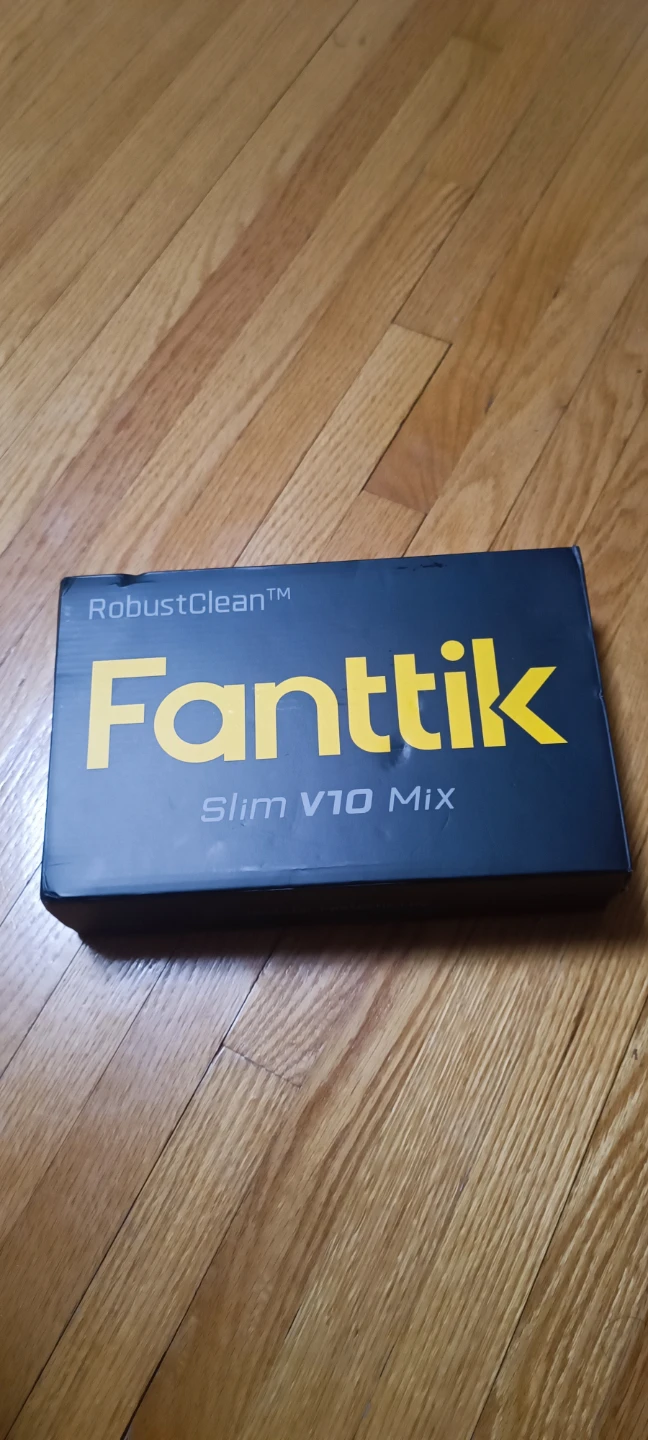 RobustClean™
Fanttik
Slim V10 Mix